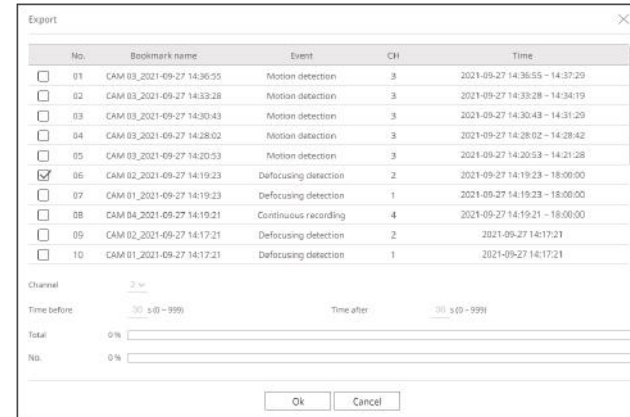 Export
No. Bookmark name Event CH Time
01 CAM 03_2021-09-27 14:36:55 Motion detection 3 2021-09-27 14:36:55 ~ 14:37:29
02 CAM 03_2021-09-27 14:33:28 Motion detection 3 2021-09-27 14:33:28 ~ 14:34:19
03 CAM 03_2021-09-27 14:30:43 Motion detection 3 2021-09-27 14:30:43 ~ 14:31:29
04 CAM 03_2021-09-27 14:28:02 Motion detection 3 2021-09-27 14:28:02 ~ 14:28:42
05 CAM 03_2021-09-27 14:20:53 Motion detection 3 2021-09-27 14:20:53 ~ 14:21:28
06 CAM 02_2021-09-27 14:19:23 Defocusing detection 2 2021-09-27 14:19:23 ~ 18:00:00
07 CAM 01_2021-09-27 14:19:23 Defocusing detection 1 2021-09-27 14:19:23 ~ 18:00:00
08 CAM 04_2021-09-27 14:19:21 Continuous recording 4 2021-09-27 14:19:21 ~ 18:00:00
09 CAM 02_2021-09-27 14:17:21 Defocusing detection 2 2021-09-27 14:17:21
10 CAM 01_2021-09-27 14:17:21 Defocusing detection 1 2021-09-27 14:17:21
Channel 2
Time before 30 s(0 ~ 999) Time after 30 s(0 ~ 999)
Total 0 %
No. 0 %
Ok Cancel